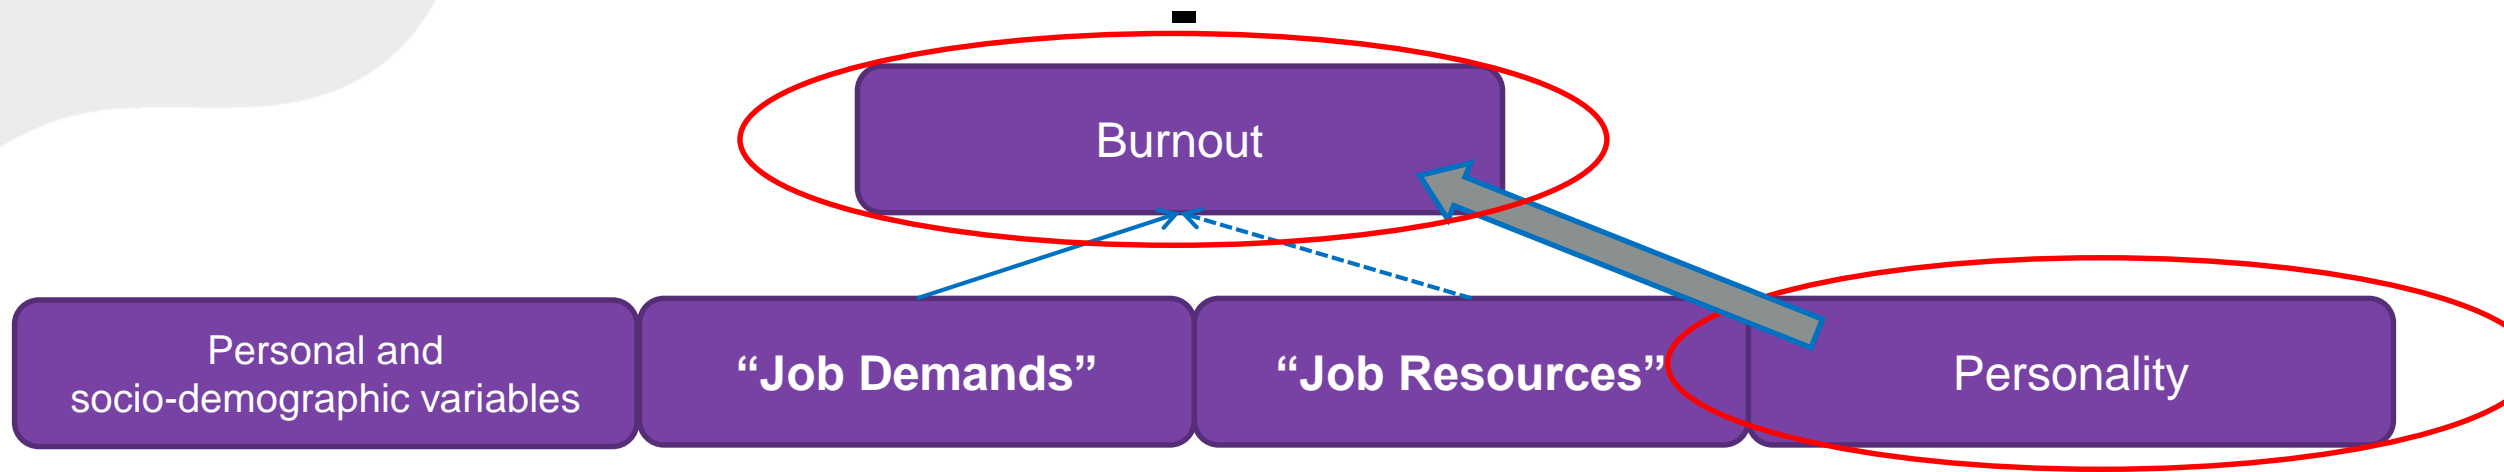 Burnout
Personal and
socio-demographic variables
“Job Demands”
“Job Resources”
Personality